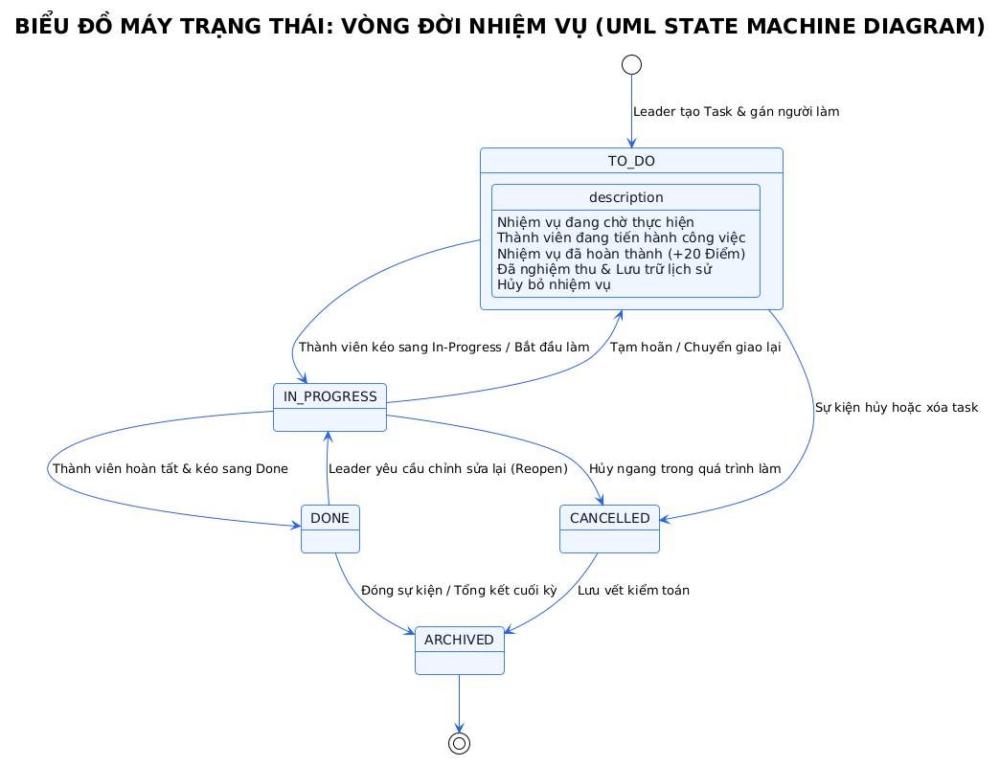 BIỂU ĐỒ MÁY TRẠNG THÁI: VÒNG ĐỜI NHIỆM VỤ (UML STATE MACHINE DIAGRAM)
Leader tạo Task & gán người làm
TO_DO
description
Nhiệm vụ đang chờ thực hiện
Thành viên đang tiến hành công việc
Nhiệm vụ đã hoàn thành (+20 Điểm)
Đã nghiệm thu & Lưu trữ lịch sử
Hủy bỏ nhiệm vụ
Thành viên kéo sang In-Progress / Bắt đầu làm
Tạm hoãn / Chuyển giao lại
IN_PROGRESS
Sự kiện hủy hoặc xóa task
Thành viên hoàn tất & kéo sang Done
Leader yêu cầu chỉnh sửa lại (Reopen)
Hủy ngang trong quá trình làm
DONE
CANCELLED
Đóng sự kiện / Tổng kết cuối kỳ
Lưu vết kiểm toán
ARCHIVED